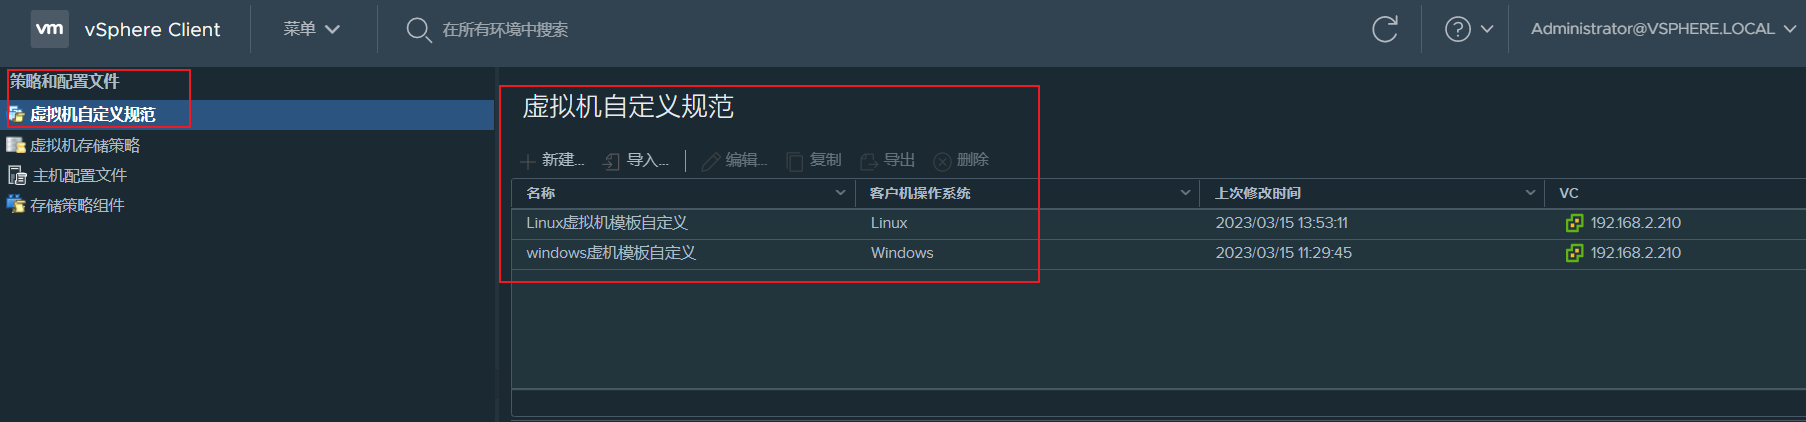 vm vSphere Client 菜单 在所有环境中搜索 Administrator@VSPHERE.LOCAL
策略和配置文件
虚拟机自定义规范
虚拟机存储策略
主机配置文件
存储策略组件
虚拟机自定义规范
新建... 导入... 编辑... 复制 导出 删除
名称 客户机操作系统 上次修改时间 VC
Linux虚拟机模板自定义 Linux 2023/03/15 13:53:11 192.168.2.210
windows虚机模板自定义 Windows 2023/03/15 11:29:45 192.168.2.210